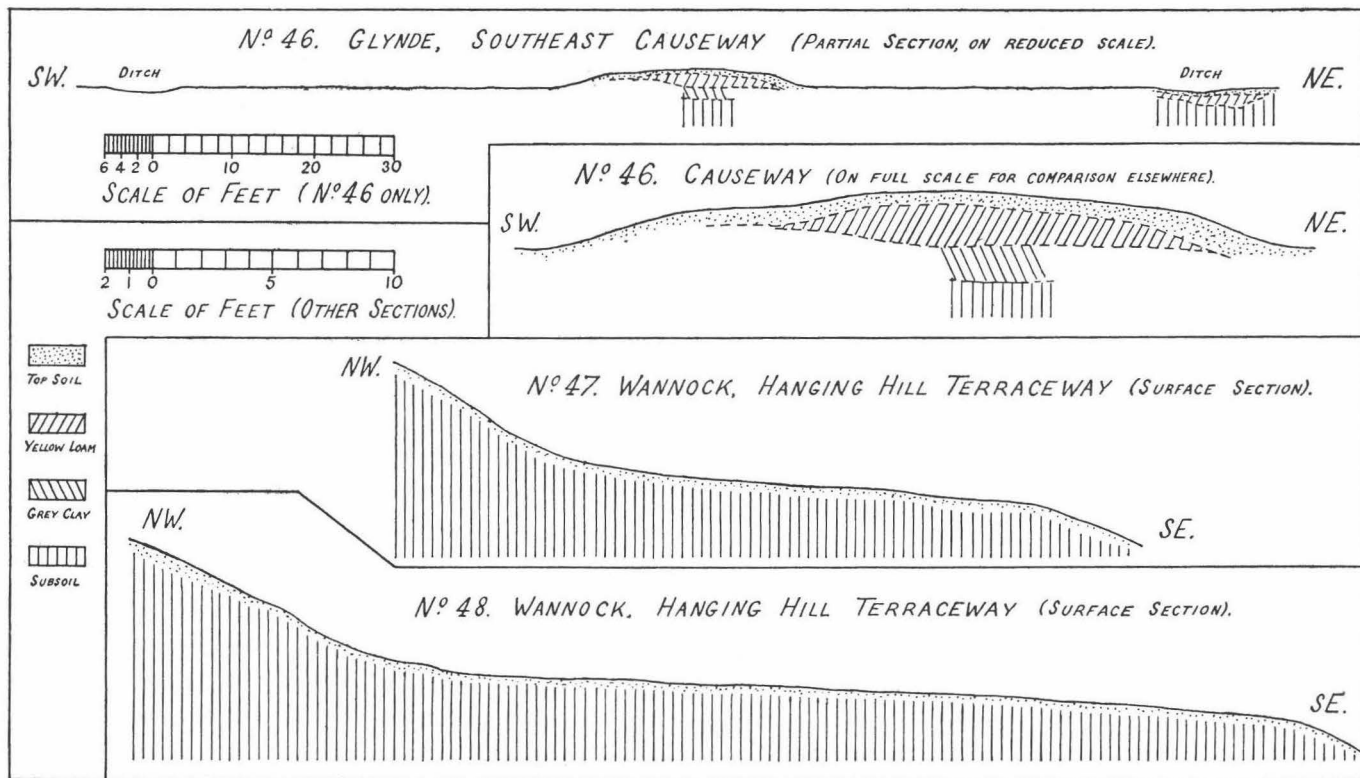 Nº 46. GLYNDE, SOUTHEAST CAUSEWAY (PARTIAL SECTION, ON REDUCED SCALE).
SW. DITCH DITCH NE.
6 4 2 0 10 20 30
SCALE OF FEET (Nº 46 ONLY).
Nº 46. CAUSEWAY (ON FULL SCALE FOR COMPARISON ELSEWHERE).
SW. NE.
2 1 0 5 10
SCALE OF FEET (OTHER SECTIONS).
TOP SOIL
YELLOW LOAM
GREY CLAY
SUBSOIL
NW.
Nº 47. WANNOCK, HANGING HILL TERRACEWAY (SURFACE SECTION).
SE.
NW.
Nº 48. WANNOCK, HANGING HILL TERRACEWAY (SURFACE SECTION).
SE.